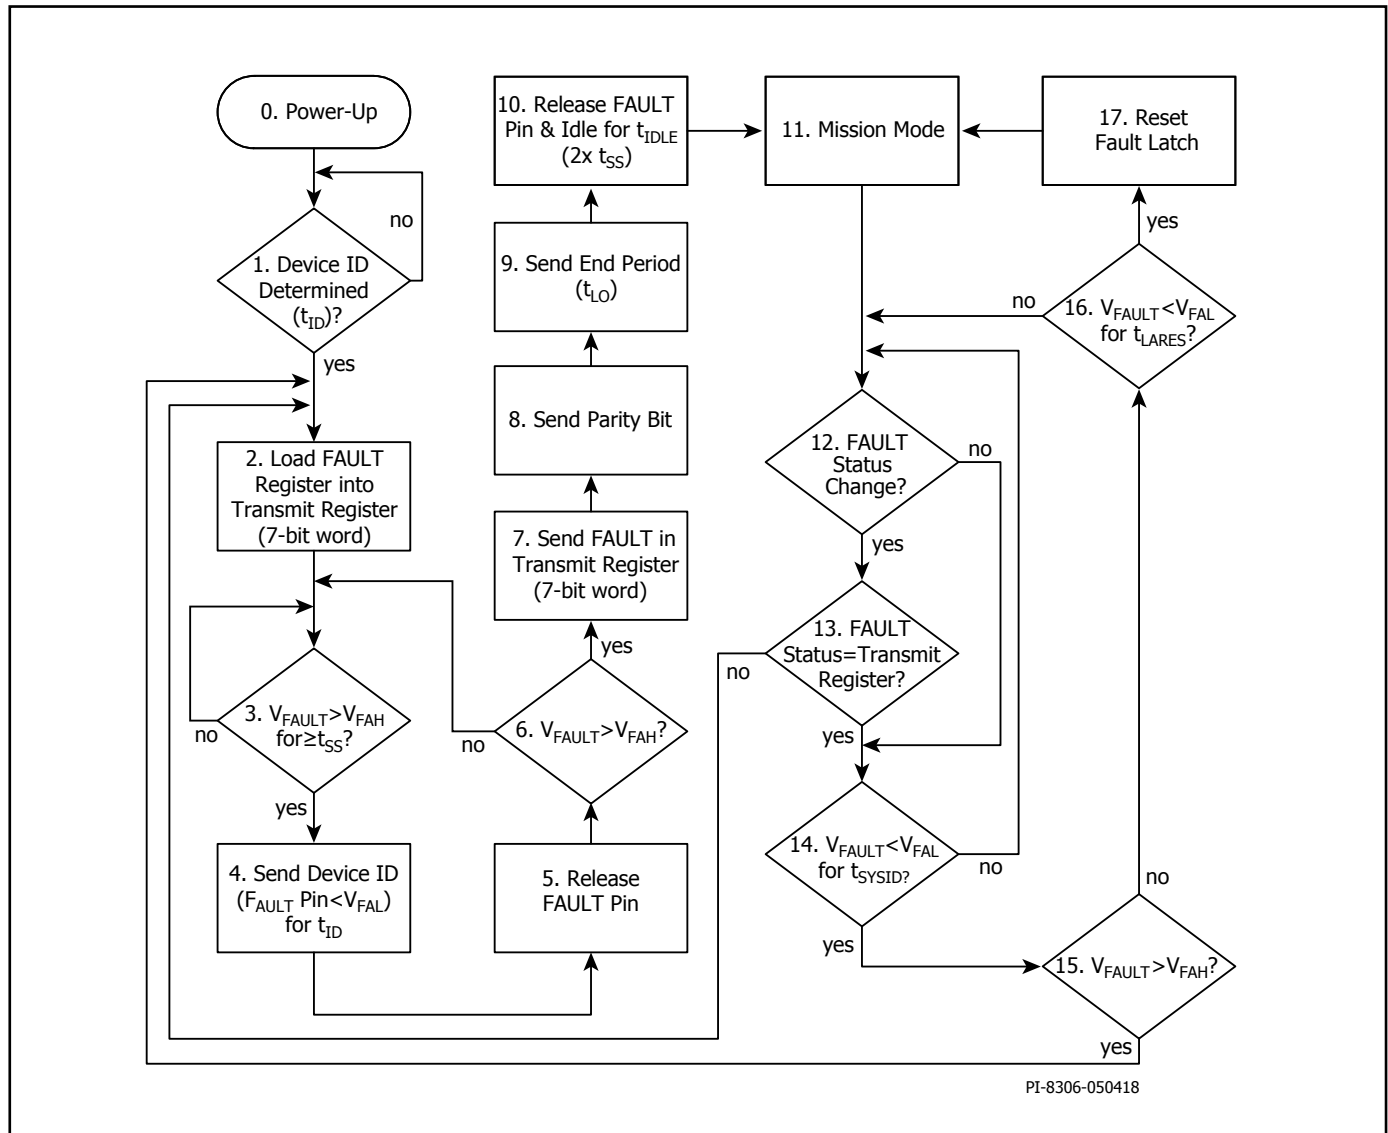 0. Power-Up
no
1. Device ID
Determined
(tID)?
yes
2. Load FAULT
Register into
Transmit Register
(7-bit word)
3. VFAULT>VFAH
for≥tSS?
no
yes
4. Send Device ID
(FAULT Pin<VFAL)
for tID
5. Release
FAULT Pin
6. VFAULT>VFAH?
no
yes
7. Send FAULT in
Transmit Register
(7-bit word)
8. Send Parity Bit
9. Send End Period
(tLO)
10. Release FAULT
Pin & Idle for tIDLE
(2x tSS)
11. Mission Mode
12. FAULT
Status
Change?
no
yes
13. FAULT
Status=Transmit
Register?
no
yes
14. VFAULT<VFAL
for tSYSID?
no
yes
15. VFAULT>VFAH?
no
yes
16. VFAULT<VFAL
for tLARES?
no
yes
17. Reset
Fault Latch
PI-8306-050418